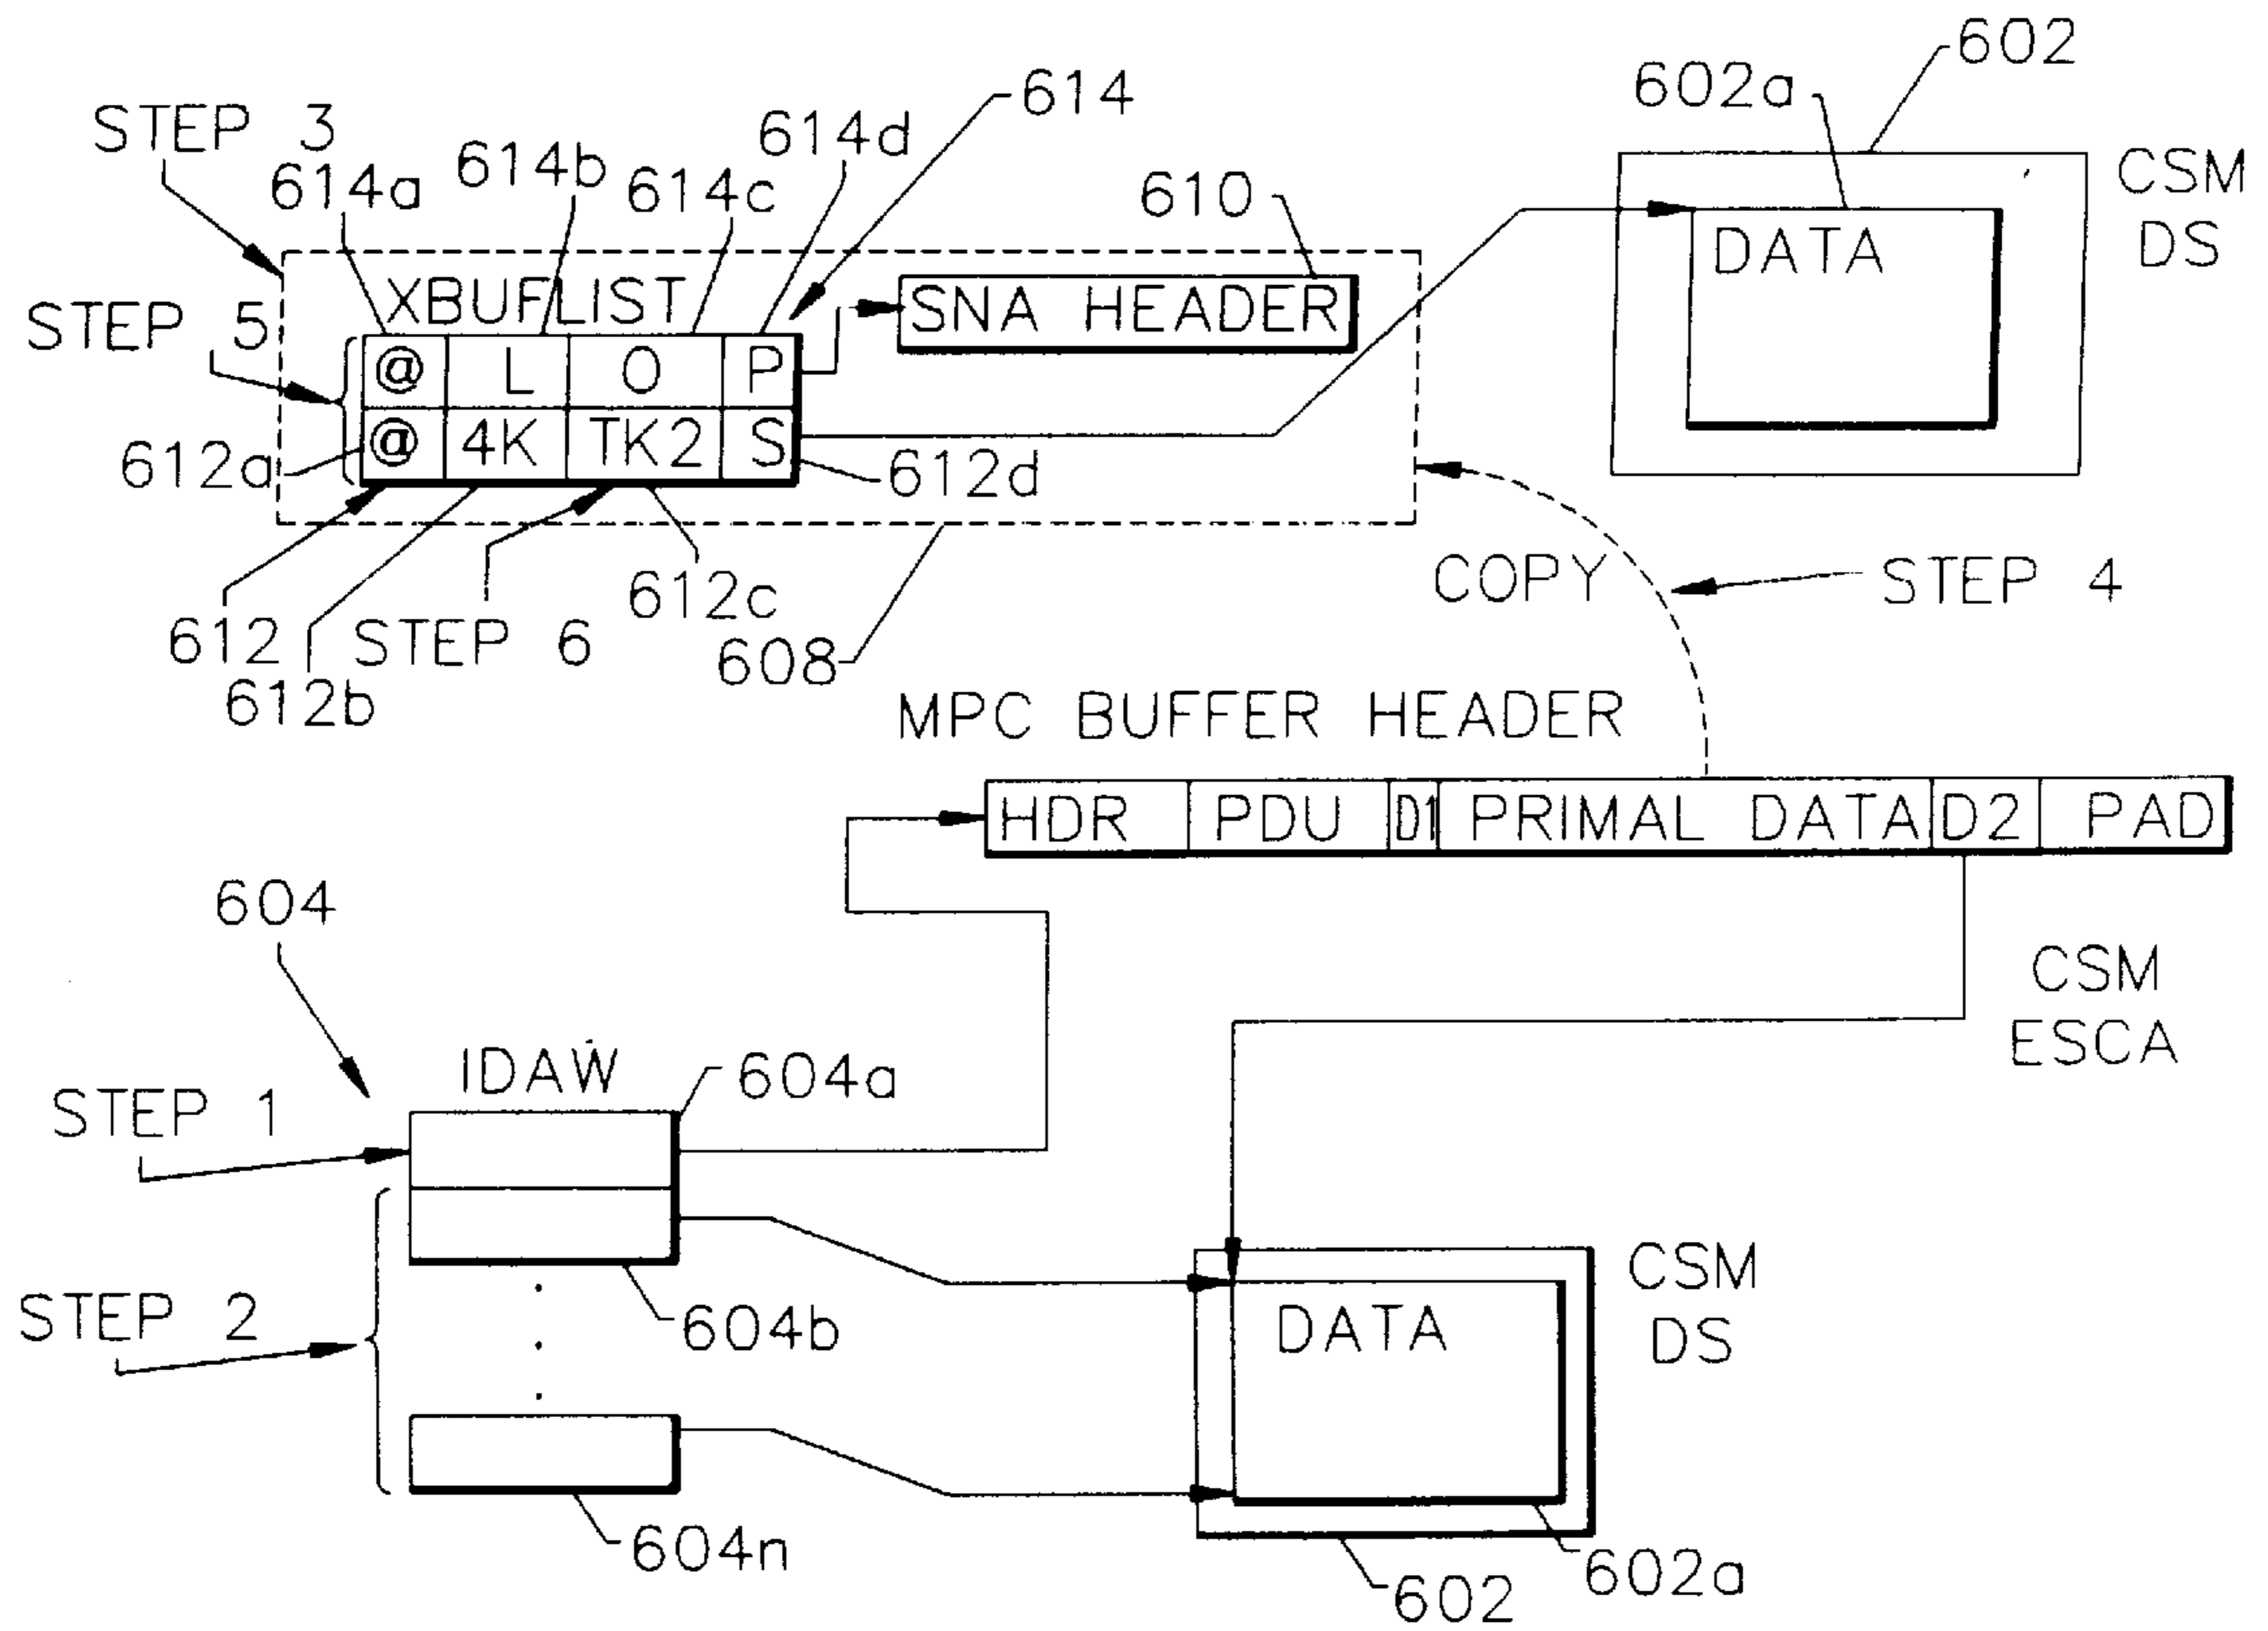 602
602a
614
STEP 3
614d
614b
614a
614c
610
CSM
DS
XBUFLIST
SNA HEADER
DATA
STEP 5
@ L 0 P
@ 4K TK2 S
612a
612d
COPY
STEP 4
612c
612
STEP 6
608
612b
MPC BUFFER HEADER
HDR PDU D1 PRIMAL DATA D2 PAD
604
CSM
ESCA
IDAW
604a
STEP 1
CSM
DS
STEP 2
604b
DATA
604n
602a
602